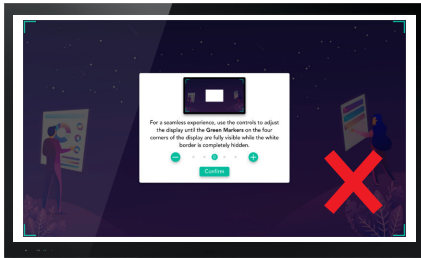 For a seamless experience, use the controls to adjust
the display until the Green Markers on the four
corners of the display are fully visible while the white
border is completely hidden.
Confirm